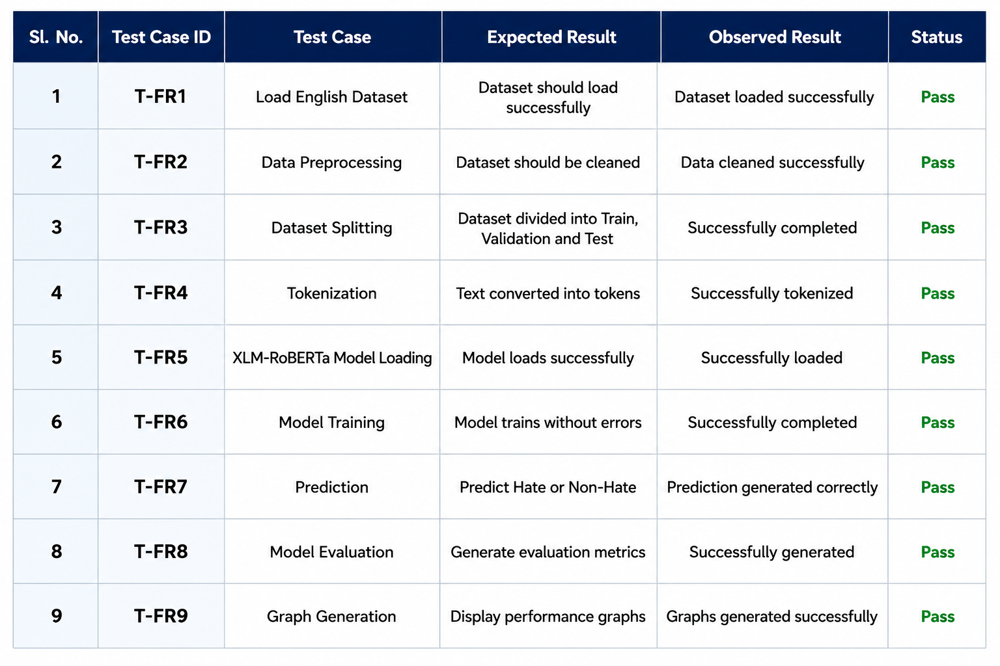 Sl. No. Test Case ID Test Case Expected Result Observed Result Status
1 T-FR1 Load English Dataset Dataset should load successfully Dataset loaded successfully Pass
2 T-FR2 Data Preprocessing Dataset should be cleaned Data cleaned successfully Pass
3 T-FR3 Dataset Splitting Dataset divided into Train, Validation and Test Successfully completed Pass
4 T-FR4 Tokenization Text converted into tokens Successfully tokenized Pass
5 T-FR5 XLM-RoBERTa Model Loading Model loads successfully Successfully loaded Pass
6 T-FR6 Model Training Model trains without errors Successfully completed Pass
7 T-FR7 Prediction Predict Hate or Non-Hate Prediction generated correctly Pass
8 T-FR8 Model Evaluation Generate evaluation metrics Successfully generated Pass
9 T-FR9 Graph Generation Display performance graphs Graphs generated successfully Pass